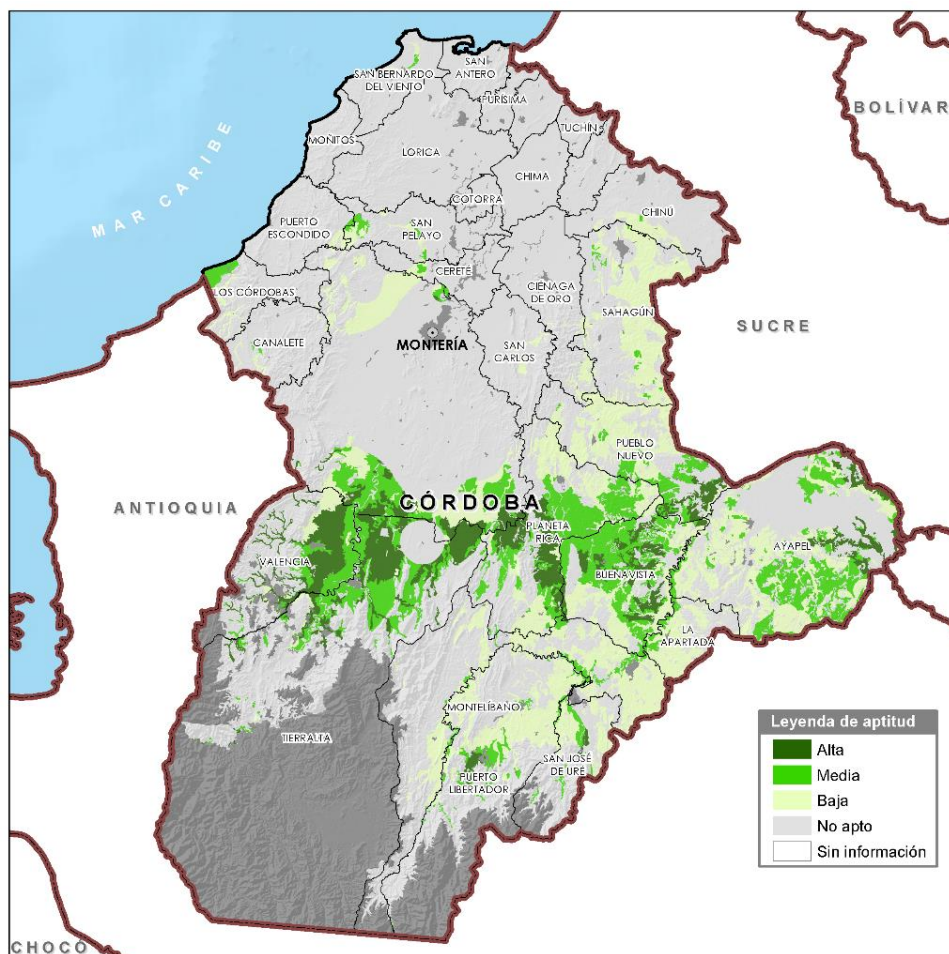 SAN
ANTERO
SAN BERNARDO
DEL VIENTO
PURÍSIMA
BOLÍVAR
TUCHÍN
MOÑITOS
LORICA
CHIMA
MAR CARIBE
COTORRA
CHINÚ
PUERTO
ESCONDIDO
SAN
PELAYO
CERETÉ
CIÉNAGA
DE ORO
LOS CÓRDOBAS
SAHAGÚN
SUCRE
CANALETE
MONTERÍA
SAN
CARLOS
PUEBLO
NUEVO
ANTIOQUIA
CÓRDOBA
PLANETA
RICA
AYAPEL
VALENCIA
BUENAVISTA
LA
APARTADA
MONTELÍBANO
TIERRALTA
SAN JOSÉ
DE URÉ
PUERTO
LIBERTADOR
Leyenda de aptitud
Alta
Media
Baja
No apto
Sin información
CHOCÓ